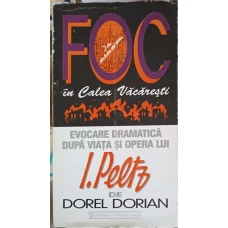 FOC
în Calea Văcărești
EVOCARE DRAMATICĂ
DUPĂ VIAȚA ȘI OPERA LUI
I. Peltz
DE
DOREL DORIAN